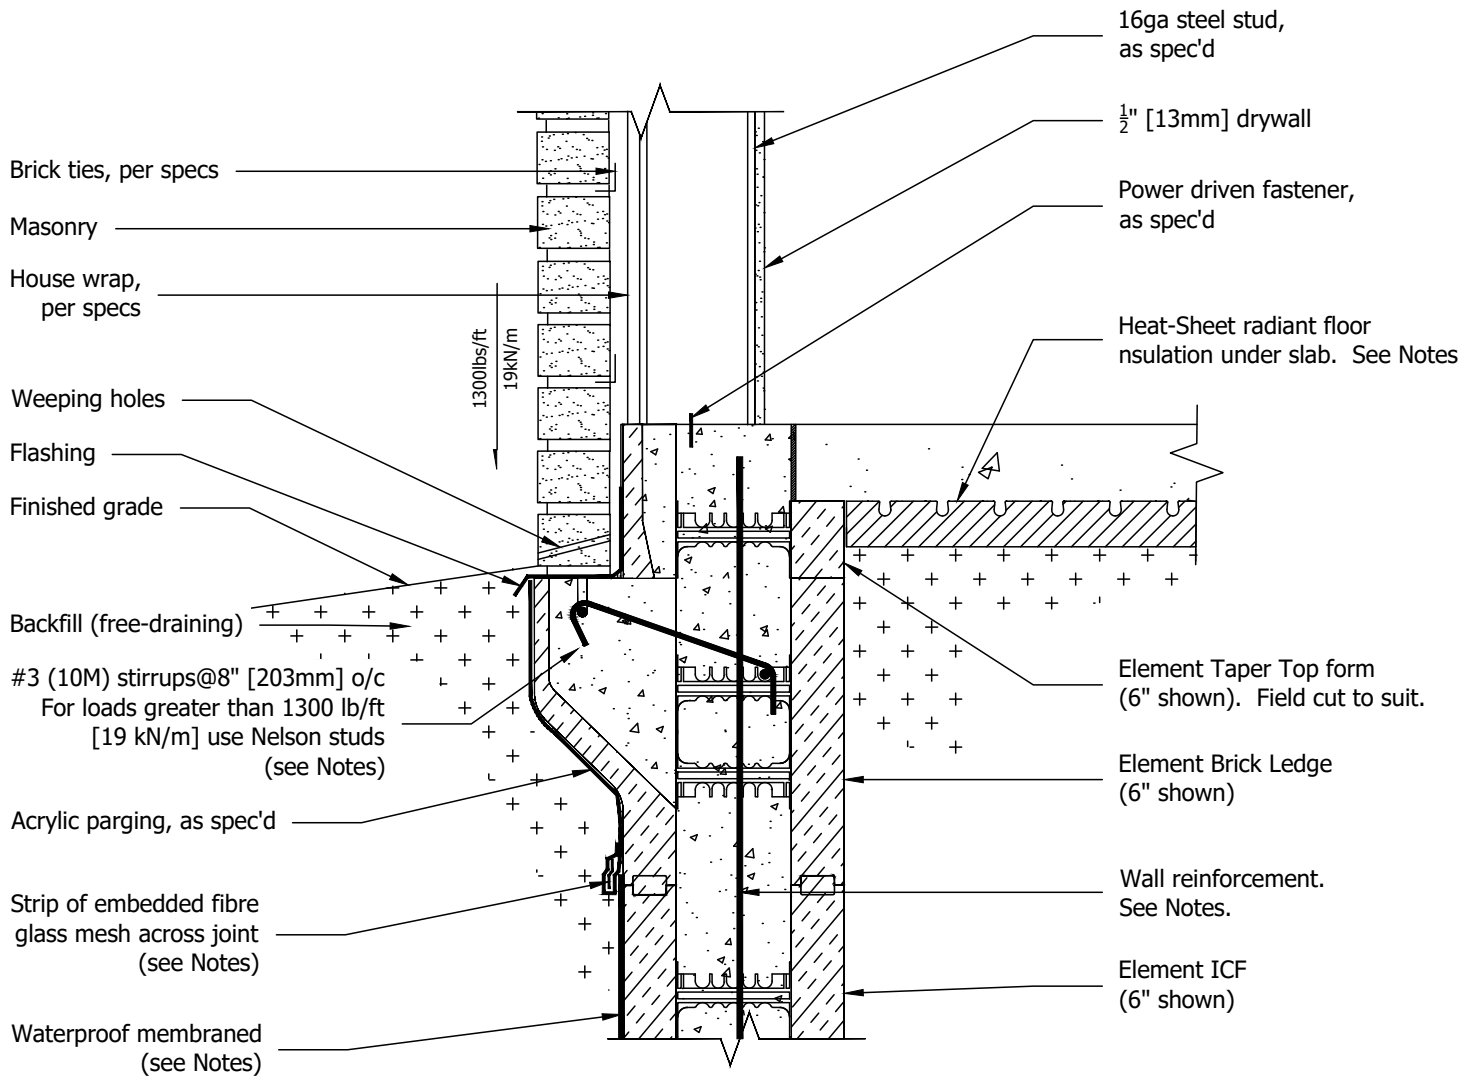 Brick ties, per specs
Masonry
House wrap,
per specs
1300lbs/ft
19kN/m
Weeping holes
Flashing
Finished grade
Backfill (free-draining)
#3 (10M) stirrups@8" [203mm] o/c
For loads greater than 1300 lb/ft
[19 kN/m] use Nelson studs
(see Notes)
Acrylic parging, as spec'd
Strip of embedded fibre
glass mesh across joint
(see Notes)
Waterproof membraned
(see Notes)
16ga steel stud,
as spec'd
½" [13mm] drywall
Power driven fastener,
as spec'd
Heat-Sheet radiant floor
nsulation under slab. See Notes
Element Taper Top form
(6" shown). Field cut to suit.
Element Brick Ledge
(6" shown)
Wall reinforcement.
See Notes.
Element ICF
(6" shown)